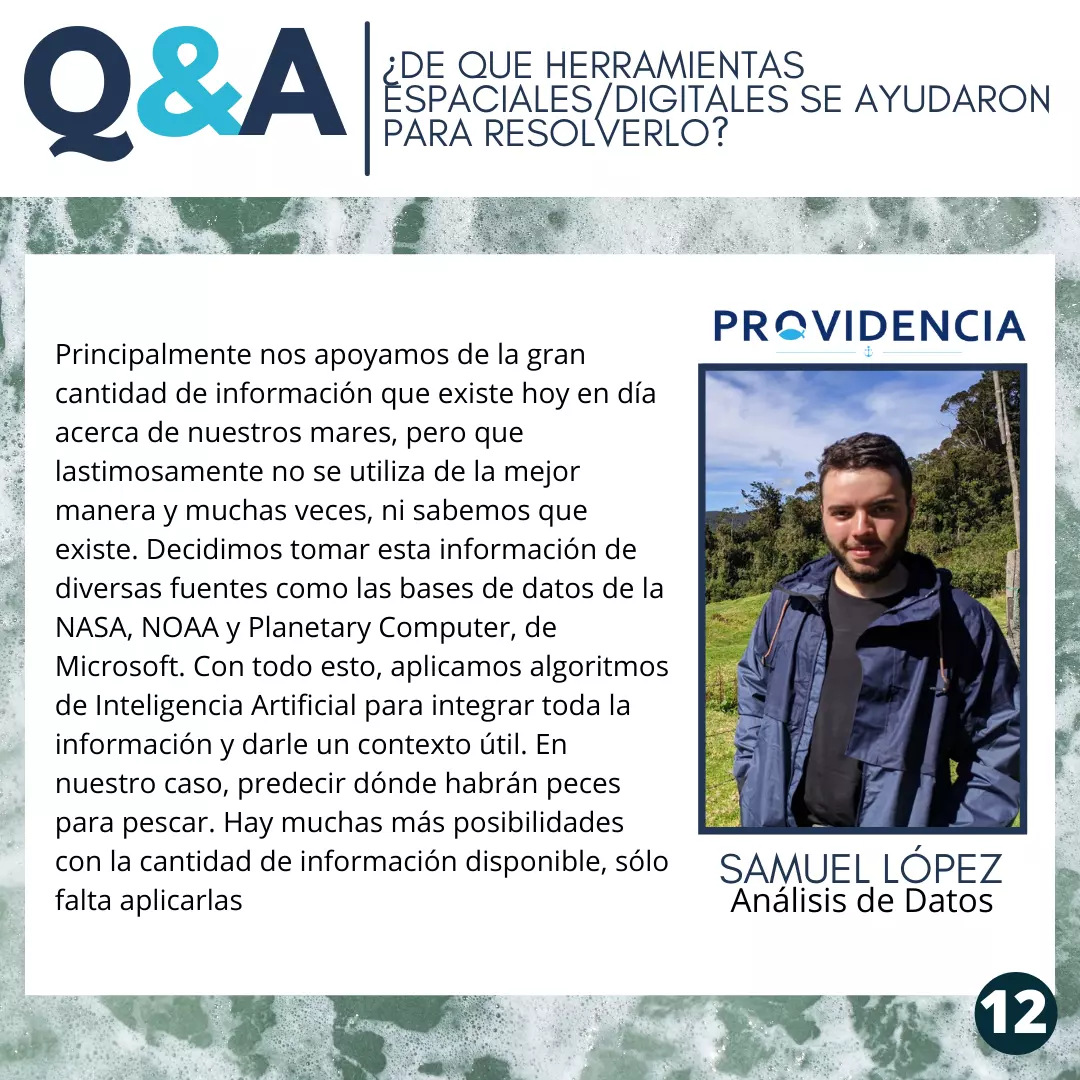 Q&A
¿DE QUE HERRAMIENTAS
ESPACIALES/DIGITALES SE AYUDARON
PARA RESOLVERLO?
Principalmente nos apoyamos de la gran
cantidad de información que existe hoy en día
acerca de nuestros mares, pero que
lastimosamente no se utiliza de la mejor
manera y muchas veces, ni sabemos que
existe. Decidimos tomar esta información de
diversas fuentes como las bases de datos de la
NASA, NOAA y Planetary Computer, de
Microsoft. Con todo esto, aplicamos algoritmos
de Inteligencia Artificial para integrar toda la
información y darle un contexto útil. En
nuestro caso, predecir dónde habrán peces
para pescar. Hay muchas más posibilidades
con la cantidad de información disponible, sólo
falta aplicarlas
PROVIDENCIA
SAMUEL LÓPEZ
Análisis de Datos
12